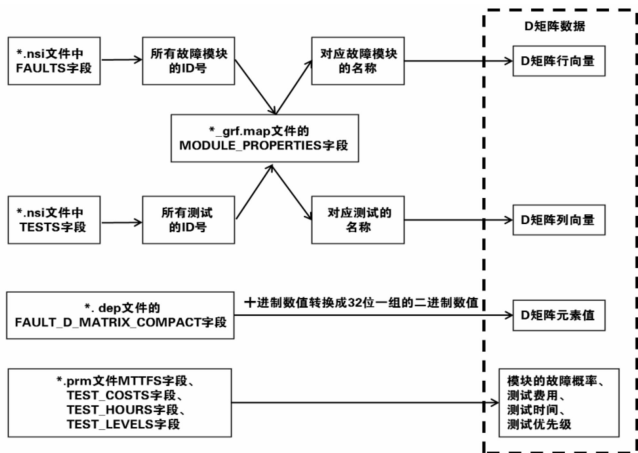 D矩阵数据
*.nsi文件中
FAULTS字段
所有故障模块
的ID号
对应故障模块
的名称
D矩阵行向量
*_grf.map文件的
MODULE_PROPERTIES字段
*.nsi文件中
TESTS字段
所有测试
的ID号
对应测试的
名称
D矩阵列向量
*. dep文件的
FAULT_D_MATRIX_COMPACT字段
十进制数值转换成32位一组的二进制数值
D矩阵元素值
*.prm文件MTTFS字段、
TEST_COSTS字段、
TEST_HOURS字段、
TEST_LEVELS字段
模块的故障概率、
测试费用、
测试时间、
测试优先级